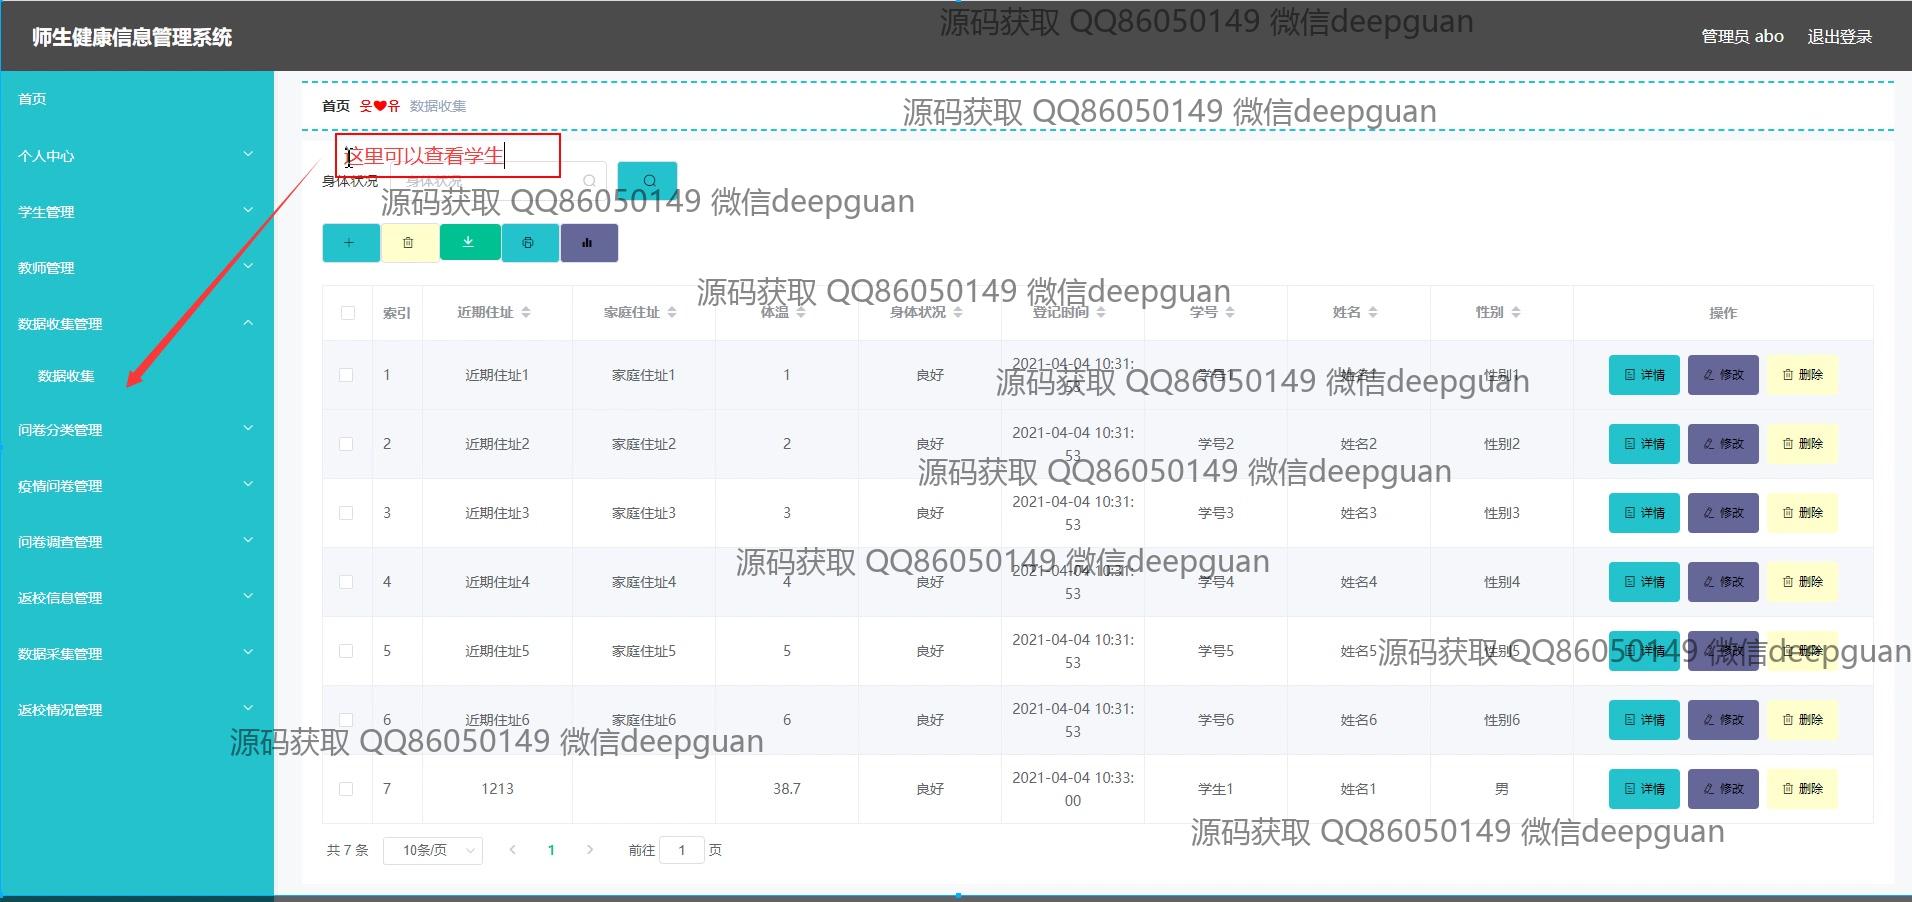 师生健康信息管理系统
源码获取 QQ86050149 微信deepguan
管理员 abo 退出登录
首页
个人中心
学生管理
教师管理
数据收集管理
数据收集
问卷分类管理
疫情问卷管理
问卷调查管理
返校信息管理
数据采集管理
返校情况管理
首页 웃❤유 数据收集
源码获取 QQ86050149 微信deepguan
这里可以查看学生
身体状况 身体状况
源码获取 QQ86050149 微信deepguan
源码获取 QQ86050149 微信deepguan
索引 近期住址 家庭住址 体温 身体状况 登记时间 学号 姓名 性别 操作
1 近期住址1 家庭住址1 1 良好 2021-04-04 10:31:53 学号1 姓名1 性别1 详情 修改 删除
源码获取 QQ86050149 微信deepguan
2 近期住址2 家庭住址2 2 良好 2021-04-04 10:31:53 学号2 姓名2 性别2 详情 修改 删除
源码获取 QQ86050149 微信deepguan
3 近期住址3 家庭住址3 3 良好 2021-04-04 10:31:53 学号3 姓名3 性别3 详情 修改 删除
源码获取 QQ86050149 微信deepguan
4 近期住址4 家庭住址4 4 良好 2021-04-04 10:31:53 学号4 姓名4 性别4 详情 修改 删除
5 近期住址5 家庭住址5 5 良好 2021-04-04 10:31:53 学号5 姓名5 性别5 详情 修改 删除
源码获取 QQ86050149 微信deepguan
6 近期住址6 家庭住址6 6 良好 2021-04-04 10:31:53 学号6 姓名6 性别6 详情 修改 删除
源码获取 QQ86050149 微信deepguan
7 1213 38.7 良好 2021-04-04 10:33:00 学生1 姓名1 男 详情 修改 删除
源码获取 QQ86050149 微信deepguan
共 7 条 10条/页 1 前往 1 页